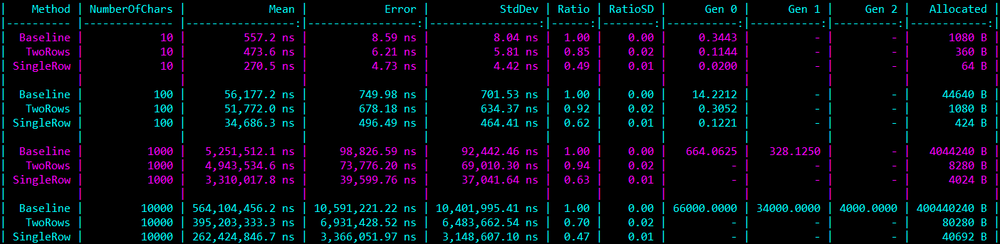 |    Method | NumberOfChars |             Mean |            Error |           StdDev | Ratio | RatioSD |      Gen 0 |      Gen 1 |     Gen 2 |   Allocated |
|---------- |-------------- |-----------------:|-----------------:|-----------------:|------:|--------:|-----------:|-----------:|----------:|------------:|
|  Baseline |            10 |         557.2 ns |          8.59 ns |          8.04 ns |  1.00 |    0.00 |     0.3443 |          - |         - |      1080 B |
|   TwoRows |            10 |         473.6 ns |          6.21 ns |          5.81 ns |  0.85 |    0.02 |     0.1144 |          - |         - |       360 B |
| SingleRow |            10 |         270.5 ns |          4.73 ns |          4.42 ns |  0.49 |    0.01 |     0.0200 |          - |         - |        64 B |
|           |               |                  |                  |                  |       |         |            |            |           |             |
|  Baseline |           100 |      56,177.2 ns |        749.98 ns |        701.53 ns |  1.00 |    0.00 |    14.2212 |          - |         - |     44640 B |
|   TwoRows |           100 |      51,772.0 ns |        678.18 ns |        634.37 ns |  0.92 |    0.02 |     0.3052 |          - |         - |      1080 B |
| SingleRow |           100 |      34,686.3 ns |        496.49 ns |        464.41 ns |  0.62 |    0.01 |     0.1221 |          - |         - |       424 B |
|           |               |                  |                  |                  |       |         |            |            |           |             |
|  Baseline |          1000 |   5,251,512.1 ns |     98,826.59 ns |     92,442.46 ns |  1.00 |    0.00 |   664.0625 |   328.1250 |         - |   4044240 B |
|   TwoRows |          1000 |   4,943,534.6 ns |     73,776.20 ns |     69,010.30 ns |  0.94 |    0.02 |          - |          - |         - |      8280 B |
| SingleRow |          1000 |   3,310,017.8 ns |     39,599.76 ns |     37,041.64 ns |  0.63 |    0.01 |          - |          - |         - |      4024 B |
|           |               |                  |                  |                  |       |         |            |            |           |             |
|  Baseline |         10000 | 564,104,456.2 ns | 10,591,221.22 ns | 10,401,995.41 ns |  1.00 |    0.00 | 66000.0000 | 34000.0000 | 4000.0000 | 400440240 B |
|   TwoRows |         10000 | 395,203,333.3 ns |  6,931,428.52 ns |  6,483,662.54 ns |  0.70 |    0.02 |          - |          - |         - |     80280 B |
| SingleRow |         10000 | 262,424,846.7 ns |  3,366,051.97 ns |  3,148,607.10 ns |  0.47 |    0.01 |          - |          - |         - |     40692 B |